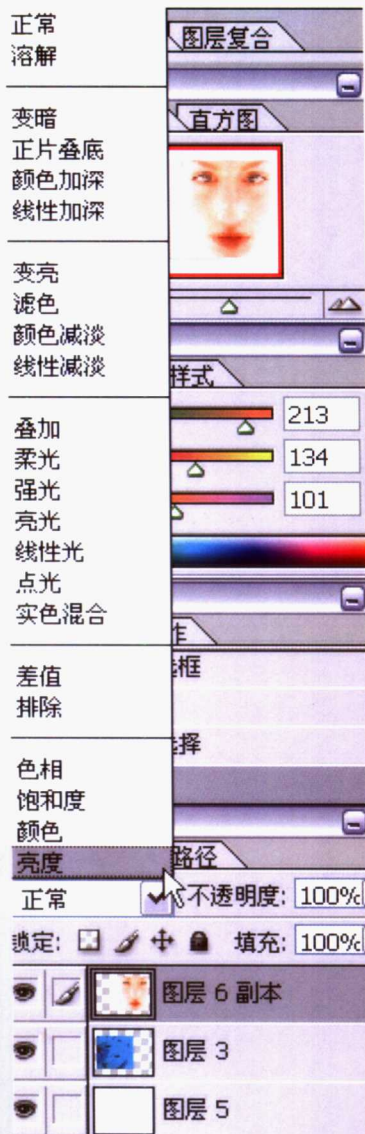 正常
溶解
变暗
正片叠底
颜色加深
线性加深
变亮
滤色
颜色减淡
线性减淡
叠加
柔光
强光
亮光
线性光
点光
实色混合
差值
排除
色相
饱和度
颜色
亮度
图层复合
直方图
样式
213
134
101
框
择
路径
正常 不透明度: 100%
锁定: 填充: 100%
图层 6 副本
图层 3
图层 5